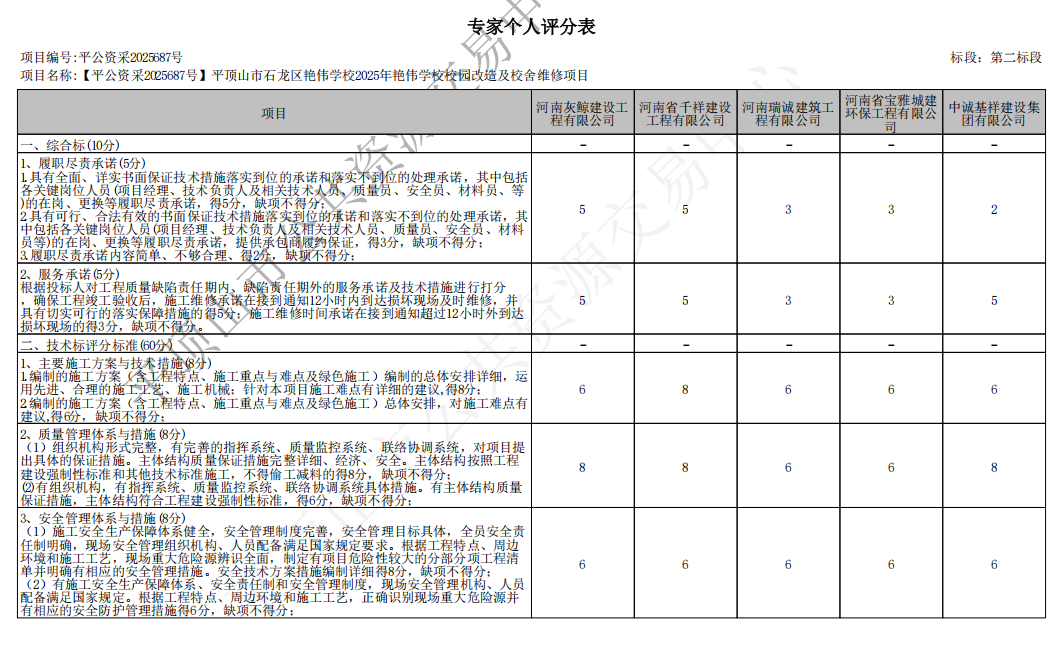 专家个人评分表
项目编号:平公资采2025687号
标段：第二标段
项目名称:【平公资采2025687号】平顶山市石龙区艳伟学校2025年艳伟学校校园改造及校舍维修项目
项目
河南灰鲸建设工程有限公司
河南省千祥建设工程有限公司
河南瑞诚建筑工程有限公司
河南省宝雅城建环保工程有限公司
中诚基祥建设集团有限公司
一、综合标(10分)
- - - - -
1、履职尽责承诺(5分)
1.具有全面、详实书面保证技术措施落实到位的承诺和落实不到位的处理承诺，其中包括
各关键岗位人员(项目经理、技术负责人及相关技术人员、质量员、安全员、材料员、等
)的在岗、更换等履职尽责承诺，得5分，缺项不得分；
2.具有可行、合法有效的书面保证技术措施落实到位的承诺和落实不到位的处理承诺，其
中包括各关键岗位人员(项目经理、技术负责人及相关技术人员、质量员、安全员、材料
员等)的在岗、更换等履职尽责承诺，提供承包商履约保证，得3分，缺项不得分；
3.履职尽责承诺内容简单、不够合理、得2分，缺项不得分；
5 5 3 3 2
2、服务承诺(5分)
根据投标人对工程质量缺陷责任期内、缺陷责任期外的服务承诺及技术措施进行打分
，确保工程竣工验收后，施工维修承诺在接到通知12小时内到达损坏现场及时维修，并
具有切实可行的落实保障措施的得5分；施工维修时间承诺在接到通知超过12小时外到达
损坏现场的得3分，缺项不得分。
5 5 3 3 5
二、技术标评分标准(60分)
- - - - -
1、主要施工方案与技术措施(8分)
1.编制的施工方案（含工程特点、施工重点与难点及绿色施工）编制的总体安排详细，运
用先进、合理的施工工艺、施工机械；针对本项目施工难点有详细的建议,得8分；
2.编制的施工方案（含工程特点、施工重点与难点及绿色施工）总体安排，对施工难点有
建议,得6分，缺项不得分；
6 8 6 6 6
2、质量管理体系与措施(8分)
（1）组织机构形式完整，有完善的指挥系统、质量监控系统、联络协调系统，对项目提
出具体的保证措施。主体结构质量保证措施完整详细、经济、安全。主体结构按照工程
建设强制性标准和其他技术标准施工，不得偷工减料的得8分，缺项不得分；
(2)有组织机构，有指挥系统、质量监控系统、联络协调系统具体措施。有主体结构质量
保证措施，主体结构符合工程建设强制性标准，得6分，缺项不得分；
8 8 6 6 8
3、安全管理体系与措施(8分)
（1）施工安全生产保障体系健全，安全管理制度完善，安全管理目标具体，全员安全责
任制明确，现场安全管理组织机构、人员配备满足国家规定要求。根据工程特点、周边
环境和施工工艺，现场重大危险源辨识全面，制定有项目危险性较大的分部分项工程清
单并明确有相应的安全管理措施。安全技术方案措施编制详细得8分，缺项不得分；
（2）有施工安全生产保障体系、安全责任制和安全管理制度，现场安全管理机构、人员
配备满足国家规定。根据工程特点、周边环境和施工工艺，正确识别现场重大危险源并
有相应的安全防护管理措施得6分，缺项不得分；
6 6 6 6 6
平顶山市公共资源交易中
公共资源交易中心